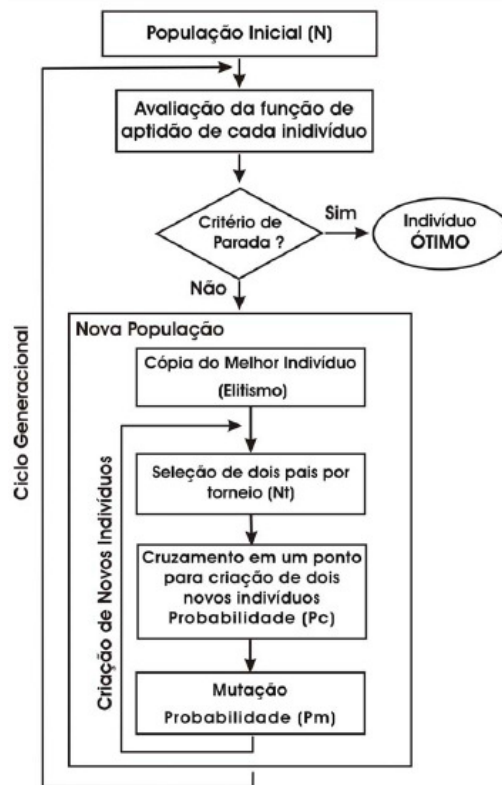 População Inicial (N)
Avaliação da função de
aptidão de cada inidivíduo
Critério de
Parada ?
Sim
Indivíduo
ÓTIMO
Não
Nova População
Cópia do Melhor Indivíduo
(Elitismo)
Seleção de dois pais por
torneio (Nt)
Cruzamento em um ponto
para criação de dois
novos indivíduos
Probabilidade (Pc)
Mutação
Probabilidade (Pm)
Criação de Novos Indivíduos
Ciclo Generacional